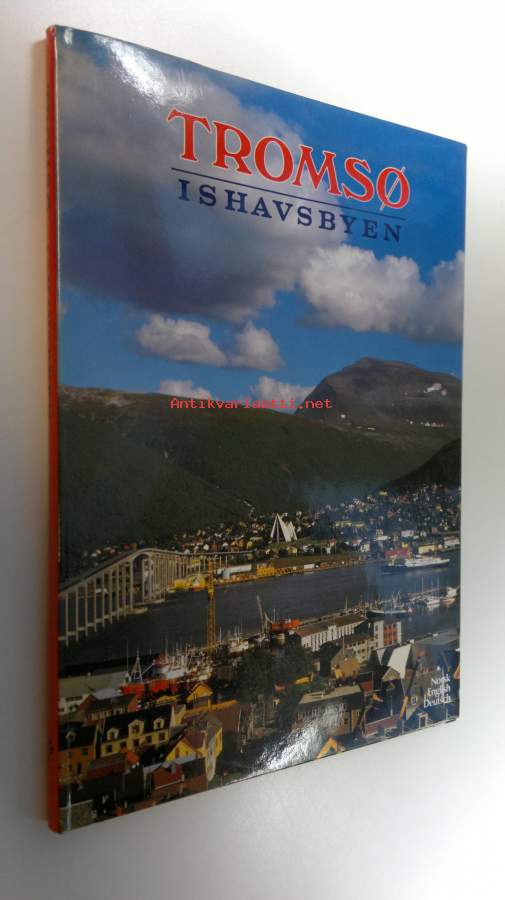 TROMSØ
ISHAVSBYEN
Antikvariaatti.net
Norsk
English
Deutsch